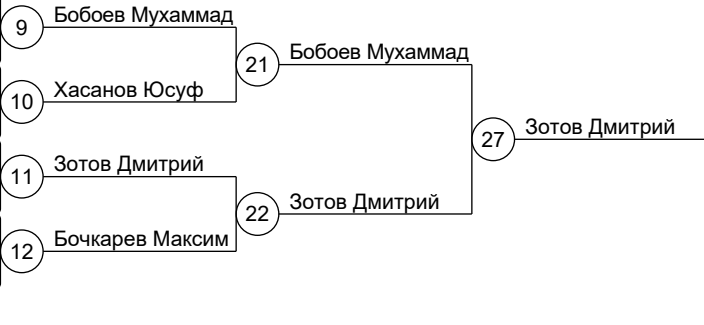 9 Бобоев Мухаммад
21 Бобоев Мухаммад
10 Хасанов Юсуф
27 Зотов Дмитрий
11 Зотов Дмитрий
22 Зотов Дмитрий
12 Бочкарев Максим